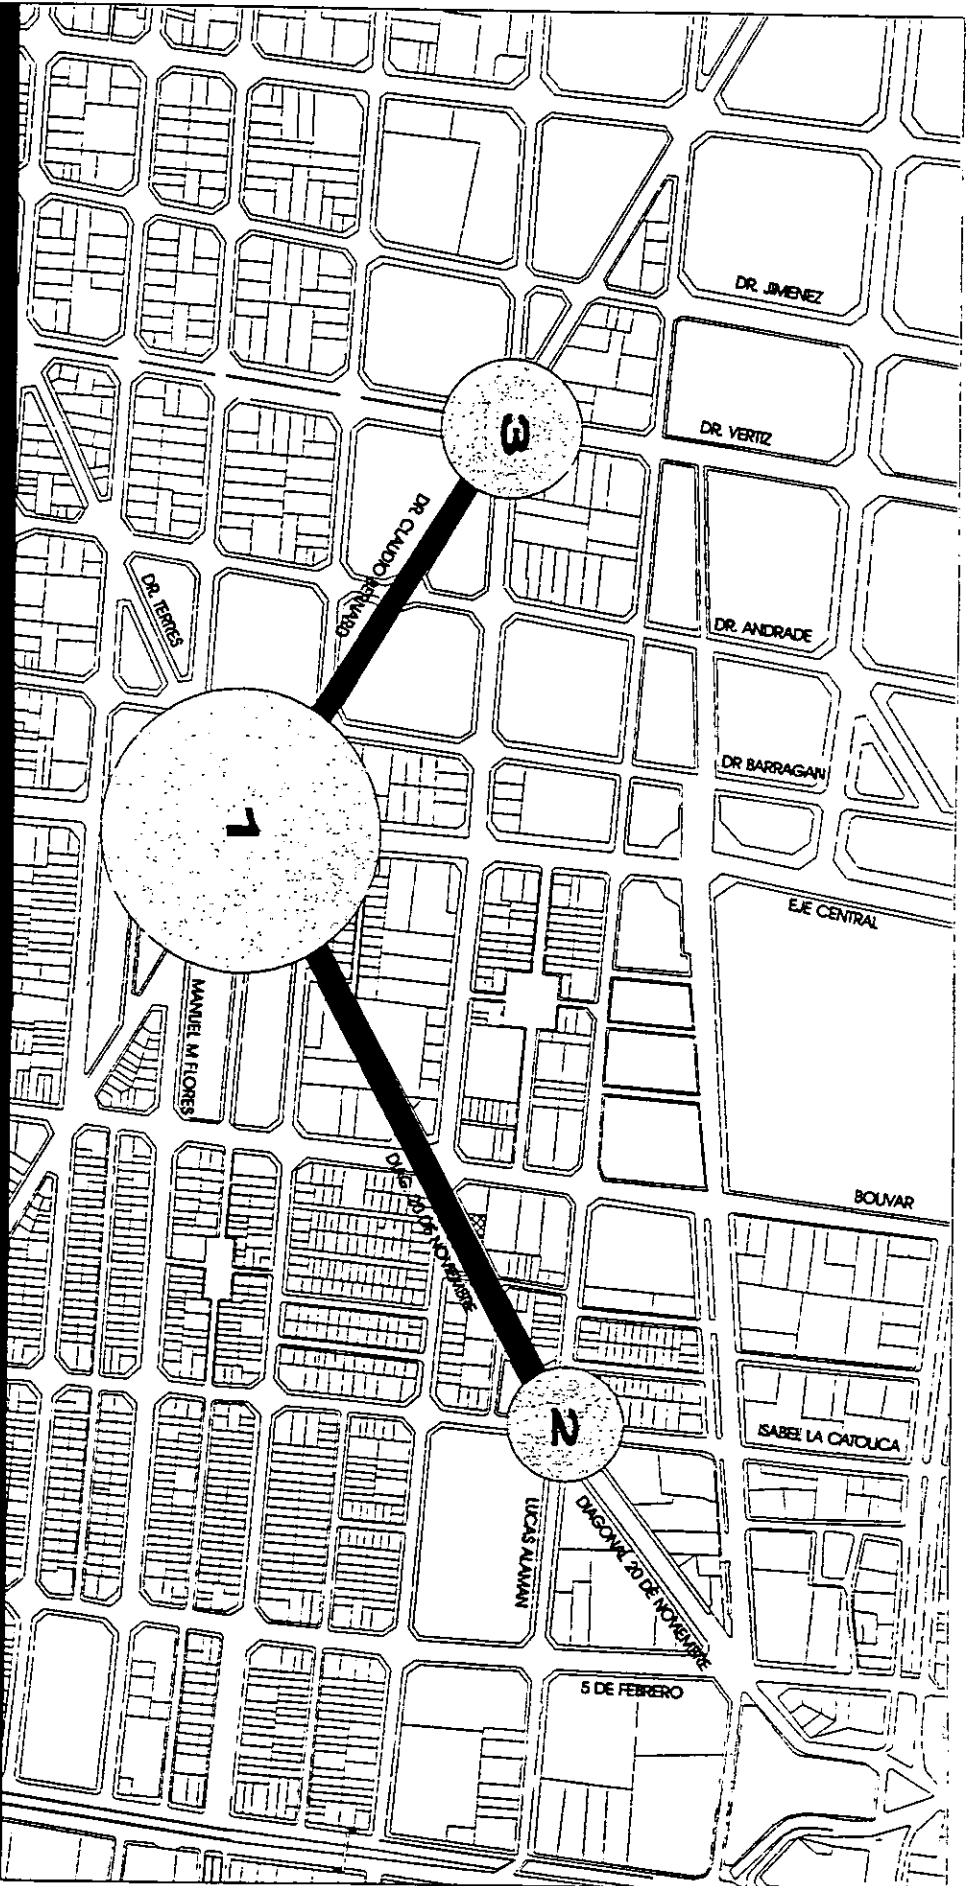 DR. JIMENEZ
3
DR. VERTIZ
DR. CLAUDIO BERNARD
DR. TERRES
DR. ANDRADE
DR BARRAGAN
1
EJE CENTRAL
MANUEL M FLORES
DIAG. 20 DE NOVIEMBRE
BOLIVAR
2
ISABEL LA CATOLICA
LUCAS ALAMAN
DIAGONAL 20 DE NOVIEMBRE
5 DE FEBRERO